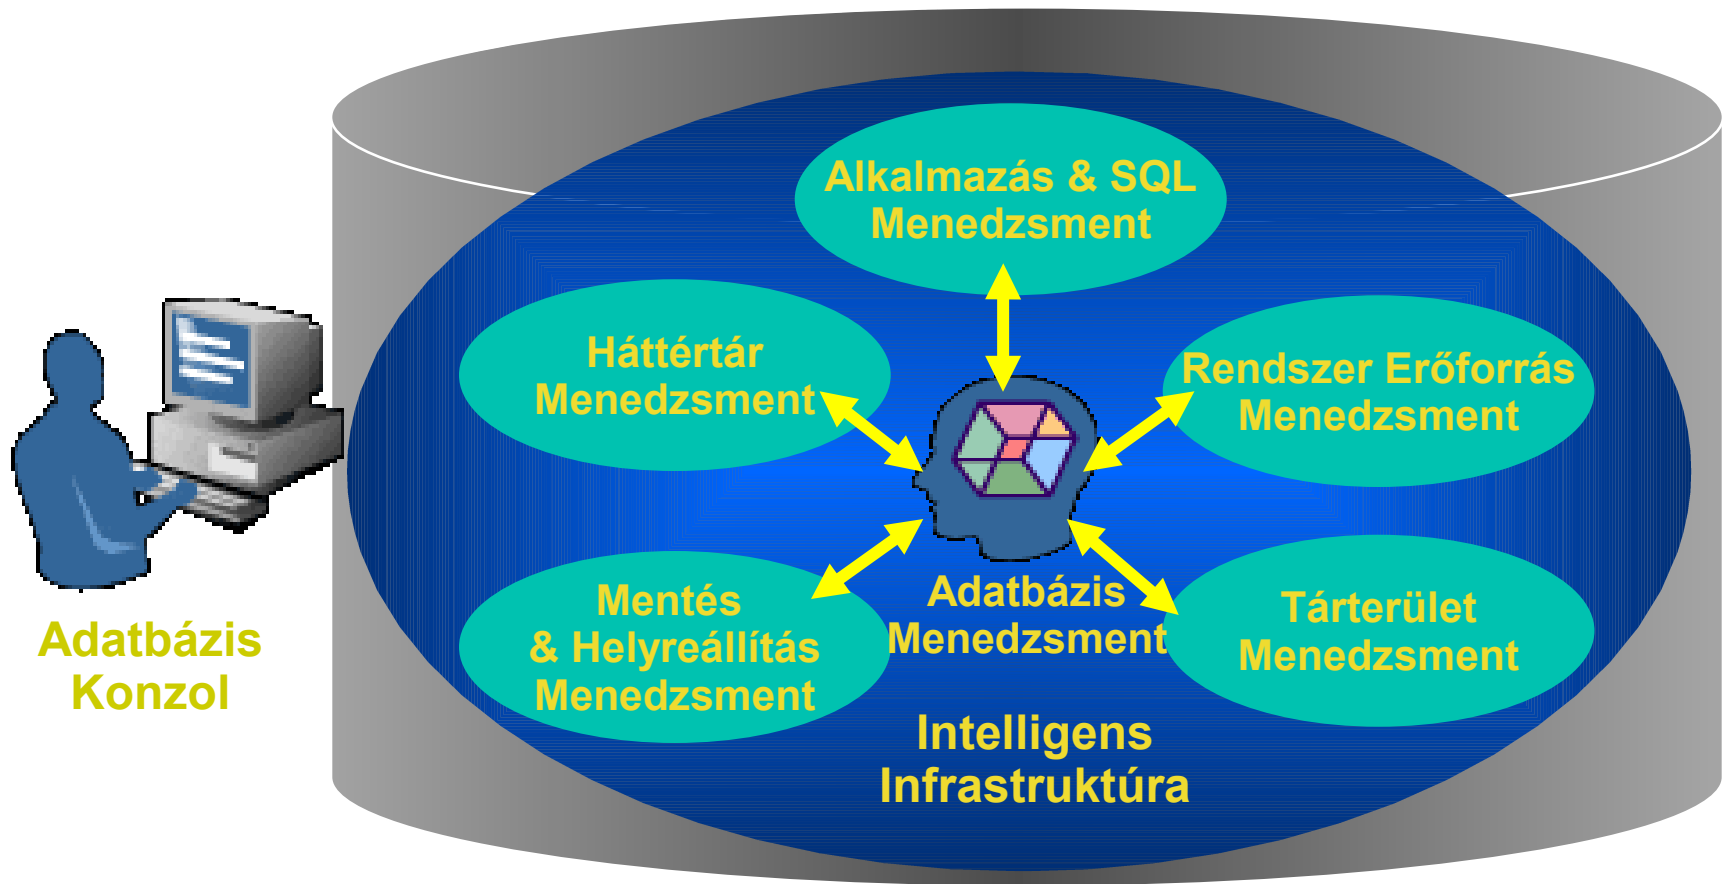 Alkalmazás & SQL
Menedzsment
Háttértár
Menedzsment
Rendszer Erőforrás
Menedzsment
Adatbázis
Menedzsment
Mentés
& Helyreállítás
Menedzsment
Tárterület
Menedzsment
Adatbázis
Konzol
Intelligens
Infrastruktúra